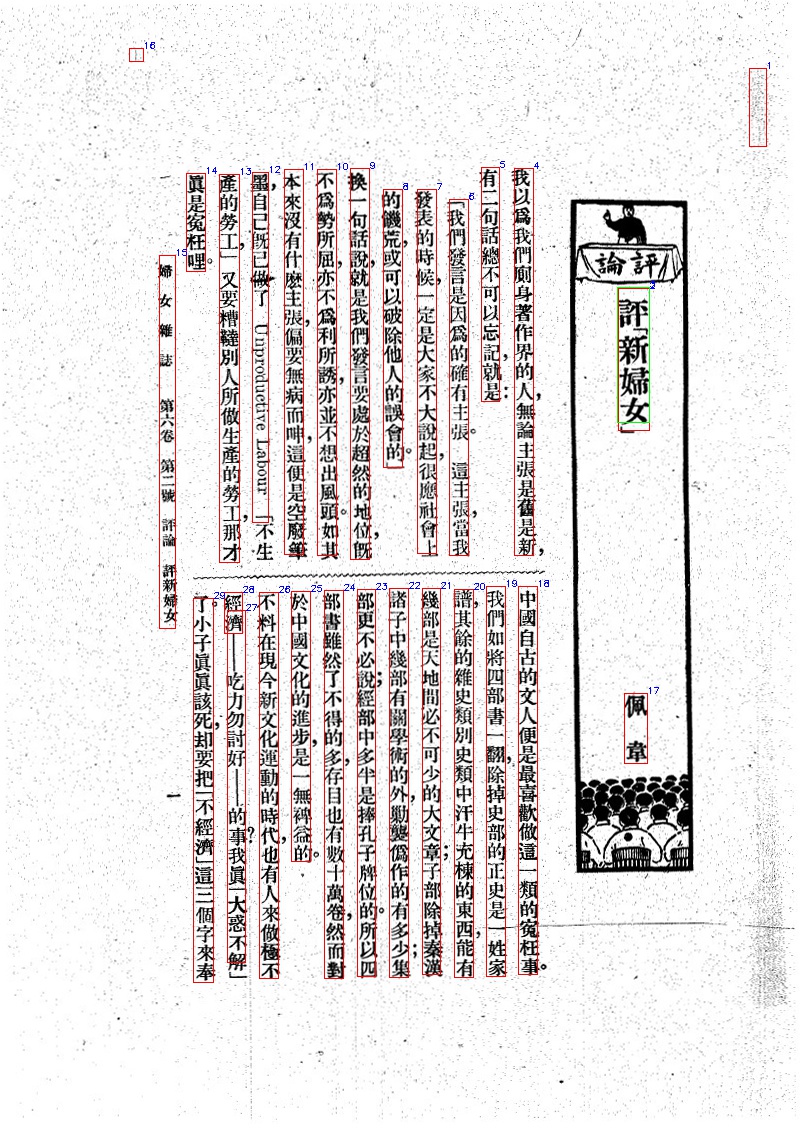 評論
評「新婦女」
佩韋
我以爲我們廁身著作界的人，無論主張是舊是新，
有二句話總不可以忘記，就是：
「我們發言是因爲的確有主張。這主張，當我
發表的時候，一定是大家不大說起，很應社會上
的饑荒，或可以破除他人的誤會的。」
換一句話說，就是我們發言要處於超然的地位，旣
不爲勢所屈，亦不爲利所誘，亦並不想出風頭。如其
本來沒有什麽主張，偏要無病而呻，這便是空廢筆
墨，自己旣已做了 Unproductive Labour 「不生
產的勞工，」又要糟韃別人所做生產的勞工，那才
眞是冤枉哩。
中國自古的文人便是最喜歡做這一類的冤枉事。
我們如將四部書一翻，除掉史部的正史是一姓家
譜，其餘的雜史類別史類中汗牛充棟的東西，能有
幾部是天地間必不可少的大文章；子部除掉秦漢
諸子中幾部有關學術的，外勦襲僞作的有多少；集
部更不必說；經部中多半是捧孔子牌位的。所以四
部書雖然了不得的多，存目也有數十萬卷，然而對
於中國文化的進步，是一無裨益的。
不料在現今新文化運動的時代，也有人來做極不
經濟——吃力勿討好——的事？我眞「大惑不解」
了。小子眞眞該死，却要把「不經濟」這三個字來奉
婦女雜誌 第六卷 第二號 評論 評新婦女
一